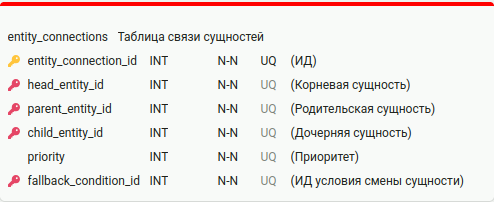 entity_connections Таблица связи сущностей
entity_connection_id INT N-N UQ (ИД)
head_entity_id INT N-N UQ (Корневая сущность)
parent_entity_id INT N-N UQ (Родительская сущность)
child_entity_id INT N-N UQ (Дочерняя сущность)
priority INT N-N UQ (Приоритет)
fallback_condition_id INT N-N UQ (ИД условия смены сущности)